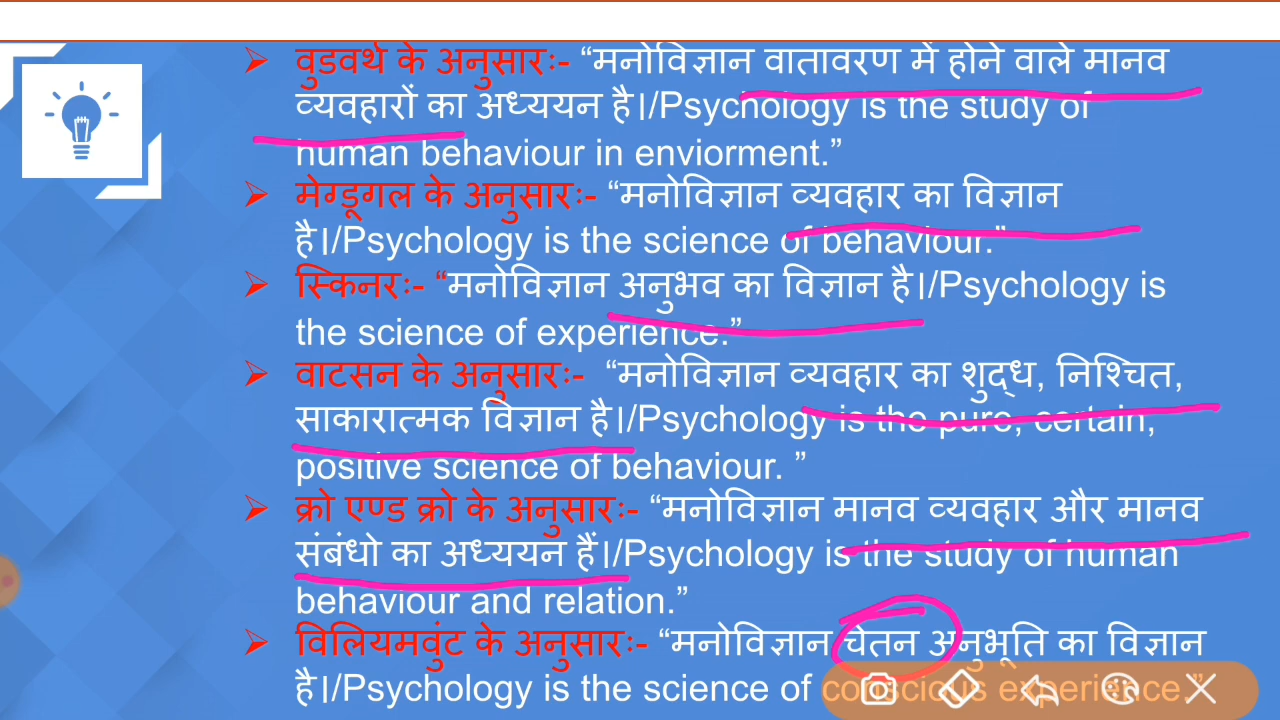 वुडवर्थ के अनुसारः- “मनोविज्ञान वातावरण में होने वाले मानव
व्यवहारों का अध्ययन है।/Psychology is the study of
human behaviour in enviorment.”
मेग्डूगल के अनुसारः- “मनोविज्ञान व्यवहार का विज्ञान
है।/Psychology is the science of behaviour.”
स्किनरः- “मनोविज्ञान अनुभव का विज्ञान है।/Psychology is
the science of experience.”
वाटसन के अनुसारः- “मनोविज्ञान व्यवहार का शुद्ध, निश्चित,
साकारात्मक विज्ञान है।/Psychology is the pure, certain,
positive science of behaviour. ”
क्रो एण्ड क्रो के अनुसारः- “मनोविज्ञान मानव व्यवहार और मानव
संबंधो का अध्ययन हैं।/Psychology is the study of human
behaviour and relation.”
विलियमवुंट के अनुसारः- “मनोविज्ञान चेतन अनुभूति का विज्ञान
है।/Psychology is the science of conscious experience.”